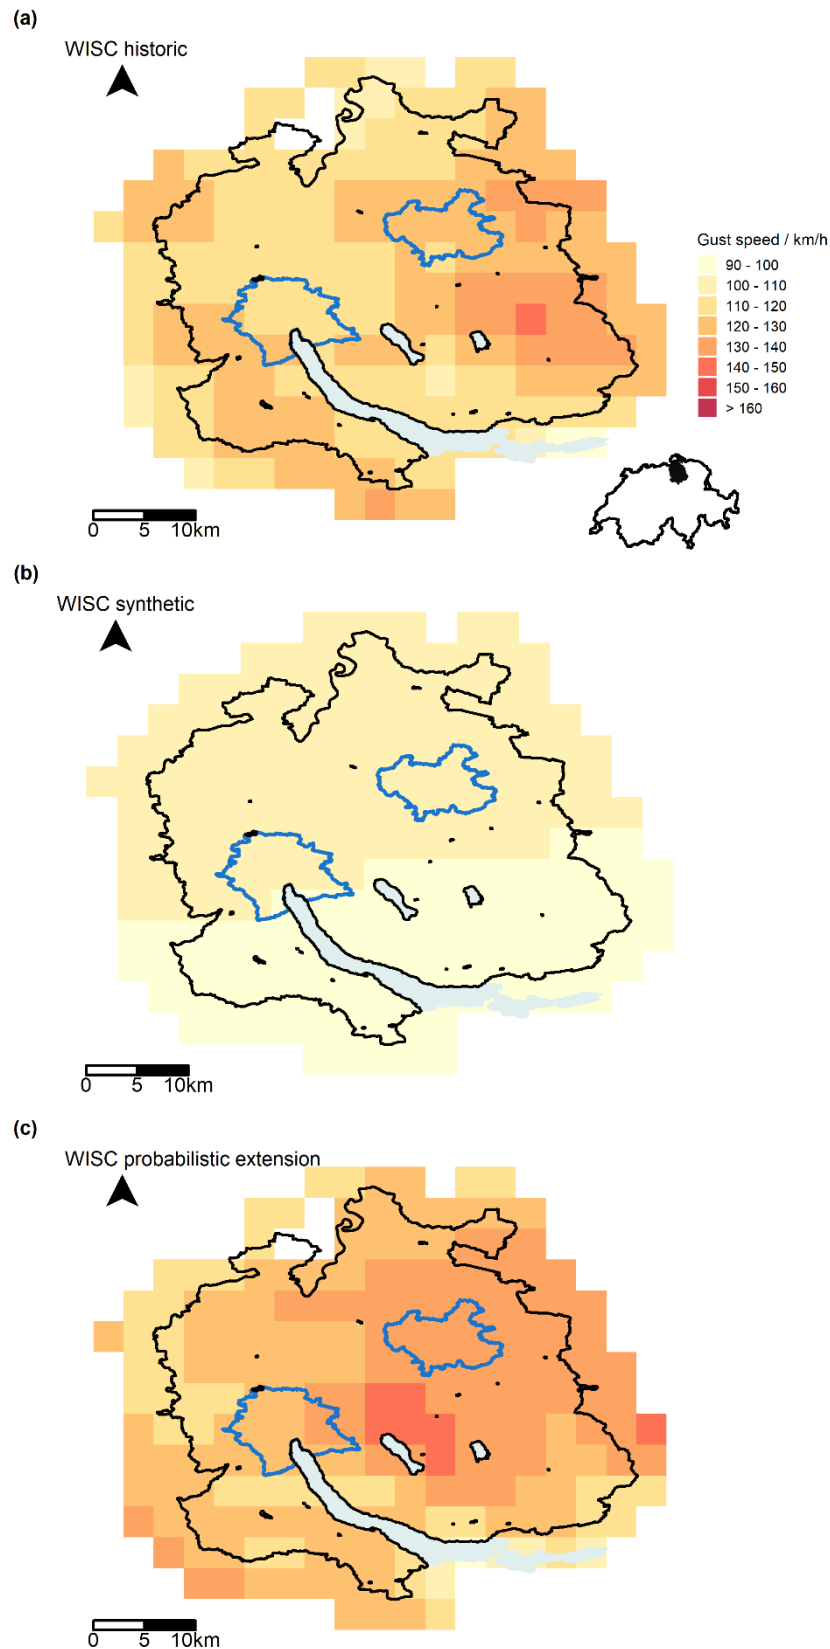 (a)
WISC historic
Gust speed / km/h
90 - 100
100 - 110
110 - 120
120 - 130
130 - 140
140 - 150
150 - 160
> 160
0 5 10km
(b)
WISC synthetic
0 5 10km
(c)
WISC probabilistic extension
0 5 10km